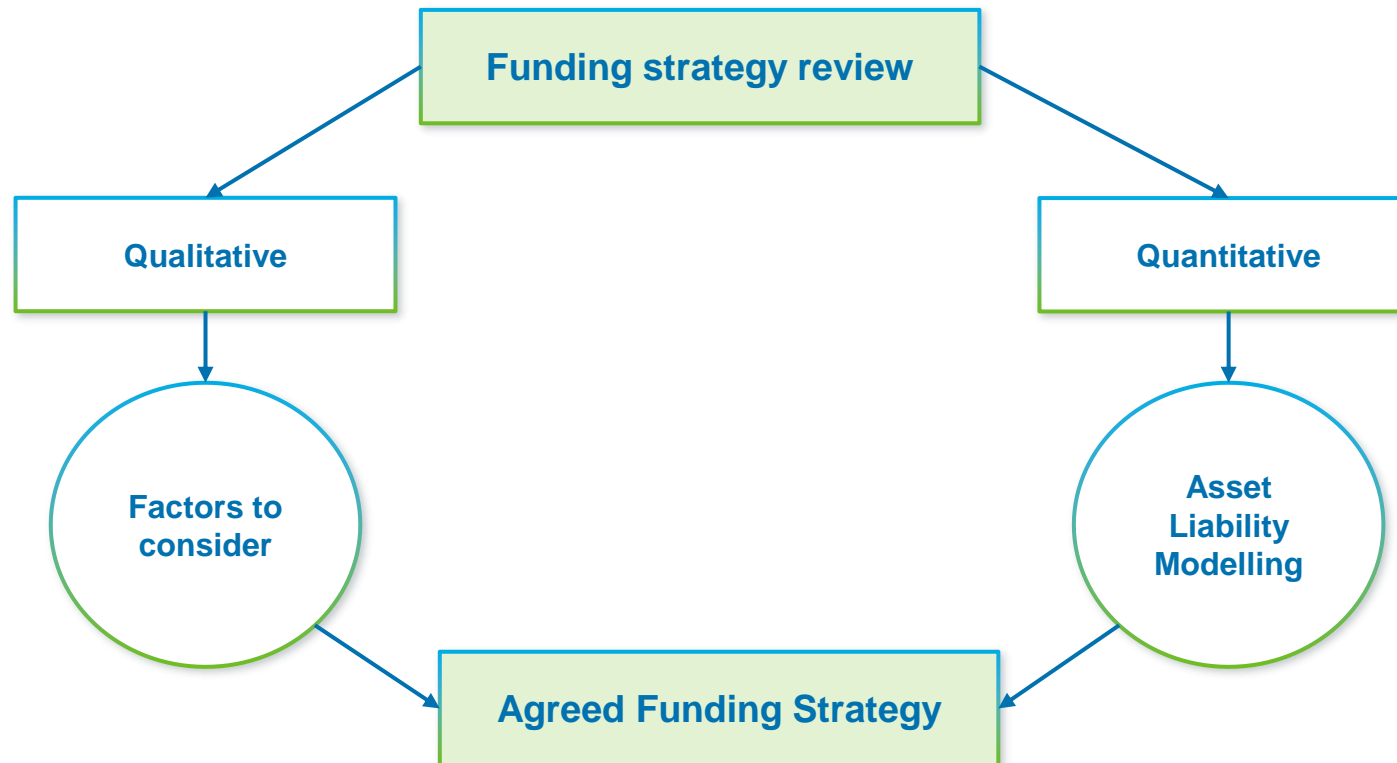 Funding strategy review
Qualitative
Quantitative
Factors to
consider
Asset
Liability
Modelling
Agreed Funding Strategy